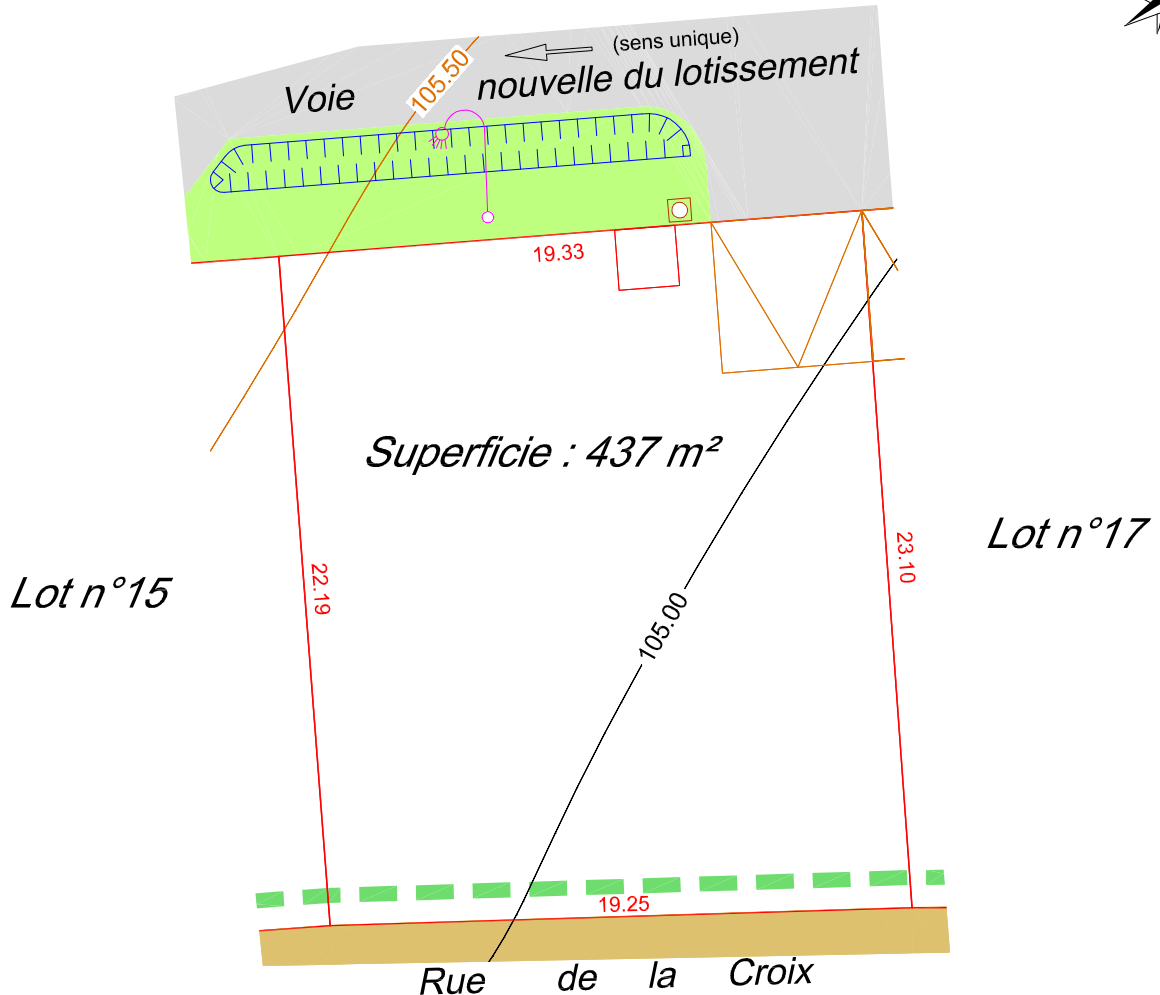 (sens unique)
105.50
Voie nouvelle du lotissement
19.33
Superficie : 437 m²
Lot n°17
23.10
Lot n°15
22.19
105.00
19.25
Rue de la Croix